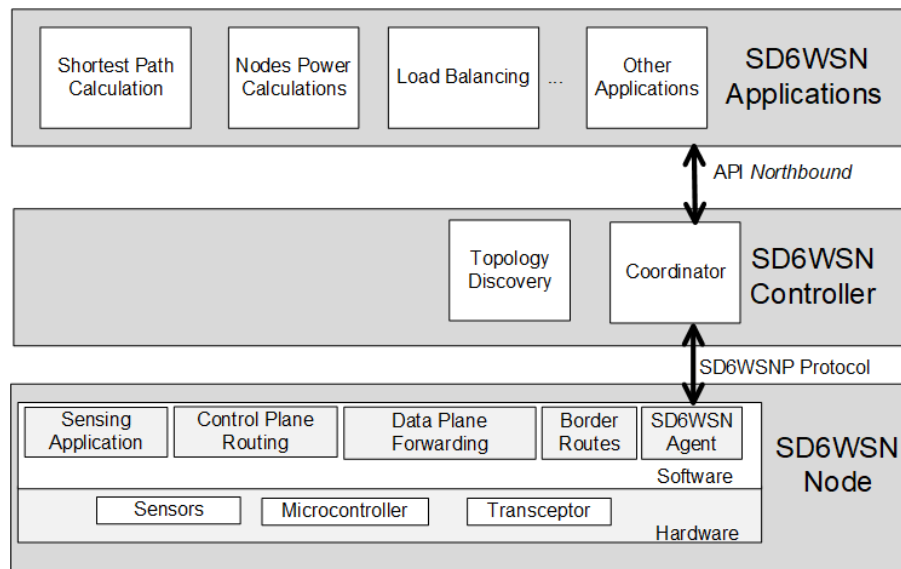 Shortest Path
Calculation
Nodes Power
Calculations
Load Balancing
...
Other
Applications
SD6WSN
Applications
API Northbound
Topology
Discovery
Coordinator
SD6WSN
Controller
SD6WSNP Protocol
Sensing
Application
Control Plane
Routing
Data Plane
Forwarding
Border
Routes
SD6WSN
Agent
Software
SD6WSN
Node
Sensors
Microcontroller
Transceptor
Hardware